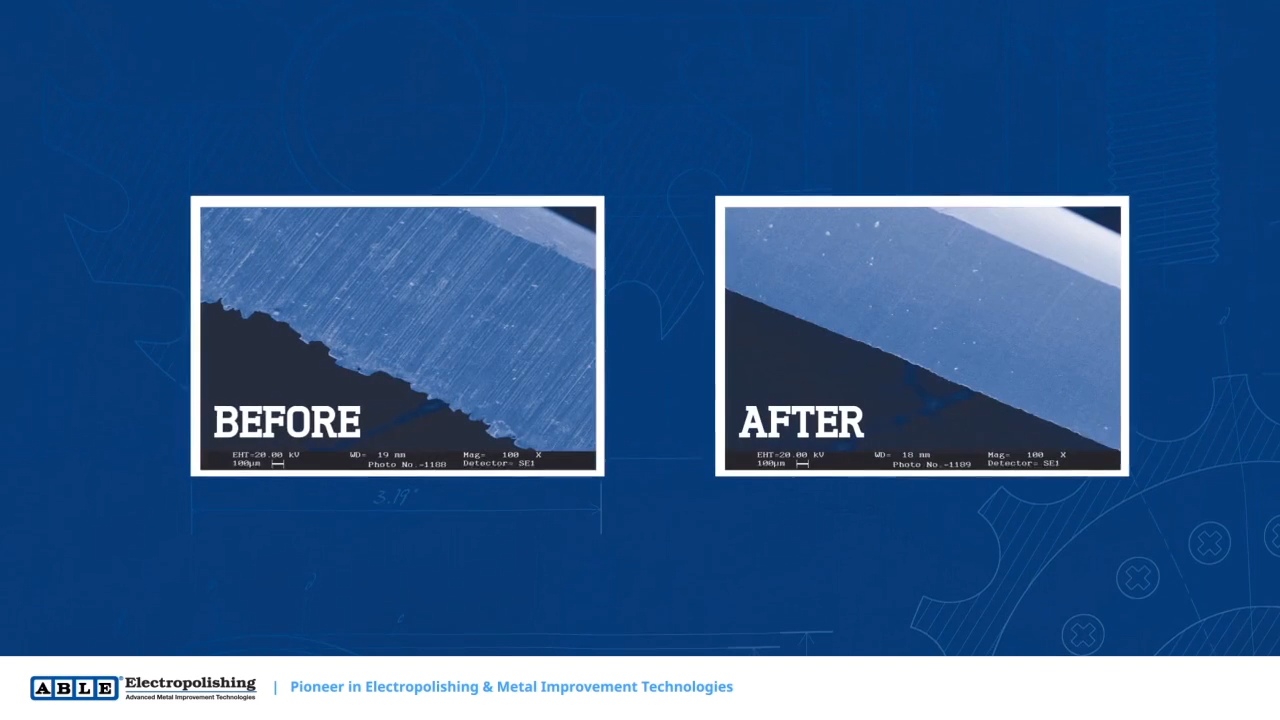 BEFORE
EHT=20.00 kV WD= 19 mm Mag= 100 X
100µm Photo No.-1188 Detector= SE1
AFTER
EHT=20.00 kV WD= 18 mm Mag= 100 X
100µm Photo No.-1189 Detector= SE1
3.19"
ABLE® Electropolishing
Advanced Metal Improvement Technologies
| Pioneer in Electropolishing & Metal Improvement Technologies